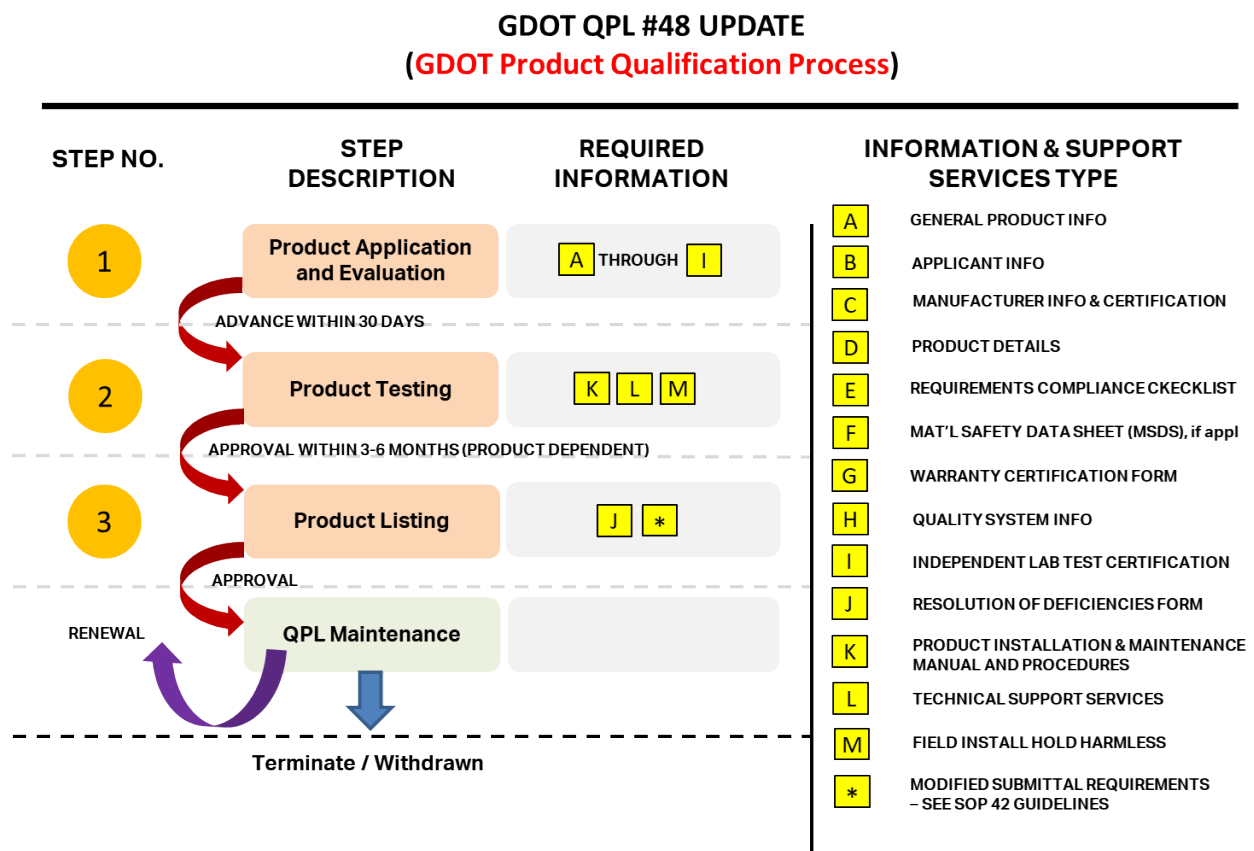 GDOT QPL #48 UPDATE
(GDOT Product Qualification Process)
STEP NO.
STEP
DESCRIPTION
REQUIRED
INFORMATION
INFORMATION & SUPPORT
SERVICES TYPE
1
Product Application
and Evaluation
A THROUGH I
ADVANCE WITHIN 30 DAYS
2
Product Testing
K L M
APPROVAL WITHIN 3-6 MONTHS (PRODUCT DEPENDENT)
3
Product Listing
J *
APPROVAL
RENEWAL
QPL Maintenance
Terminate / Withdrawn
A GENERAL PRODUCT INFO
B APPLICANT INFO
C MANUFACTURER INFO & CERTIFICATION
D PRODUCT DETAILS
E REQUIREMENTS COMPLIANCE CKECKLIST
F MAT'L SAFETY DATA SHEET (MSDS), if appl
G WARRANTY CERTIFICATION FORM
H QUALITY SYSTEM INFO
I INDEPENDENT LAB TEST CERTIFICATION
J RESOLUTION OF DEFICIENCIES FORM
K PRODUCT INSTALLATION & MAINTENANCE
MANUAL AND PROCEDURES
L TECHNICAL SUPPORT SERVICES
M FIELD INSTALL HOLD HARMLESS
* MODIFIED SUBMITTAL REQUIREMENTS
– SEE SOP 42 GUIDELINES